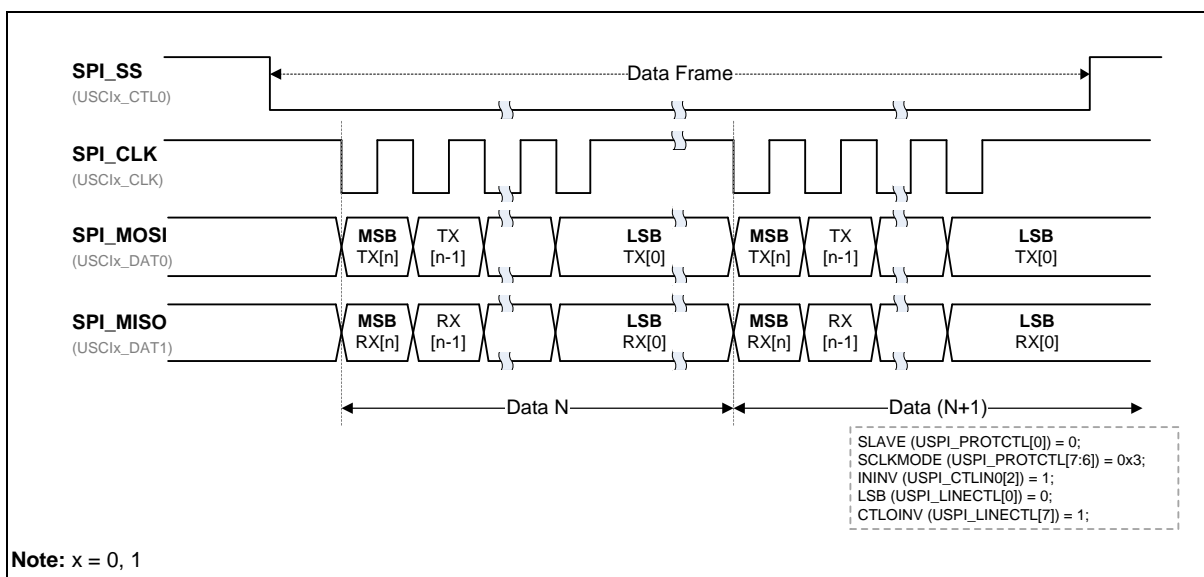 SPI_SS
(USCIx_CTL0)
Data Frame
SPI_CLK
(USCIx_CLK)
SPI_MOSI
(USCIx_DAT0)
MSB TX LSB MSB TX LSB
TX[n] [n-1] TX[0] TX[n] [n-1] TX[0]
SPI_MISO
(USCIx_DAT1)
MSB RX LSB MSB RX LSB
RX[n] [n-1] RX[0] RX[n] [n-1] RX[0]
Data N Data (N+1)
SLAVE (USPI_PROTCTL[0]) = 0;
SCLKMODE (USPI_PROTCTL[7:6]) = 0x3;
ININV (USPI_CTLIN0[2]) = 1;
LSB (USPI_LINECTL[0]) = 0;
CTLOINV (USPI_LINECTL[7]) = 1;
Note: x = 0, 1